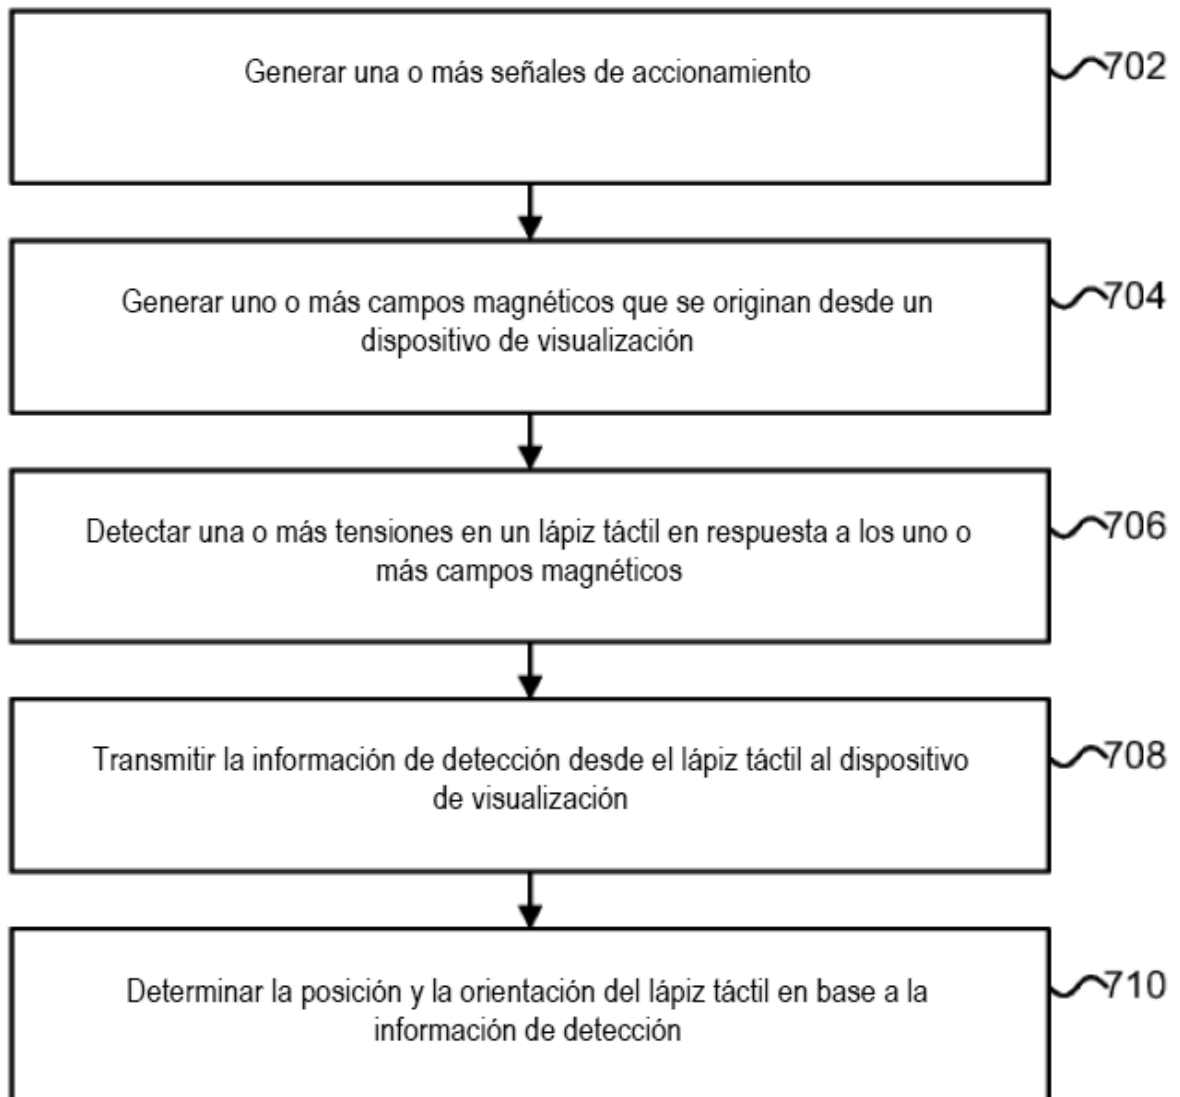 Generar una o más señales de accionamiento
702
Generar uno o más campos magnéticos que se originan desde un
dispositivo de visualización
704
Detectar una o más tensiones en un lápiz táctil en respuesta a los uno o
más campos magnéticos
706
Transmitir la información de detección desde el lápiz táctil al dispositivo
de visualización
708
Determinar la posición y la orientación del lápiz táctil en base a la
información de detección
710